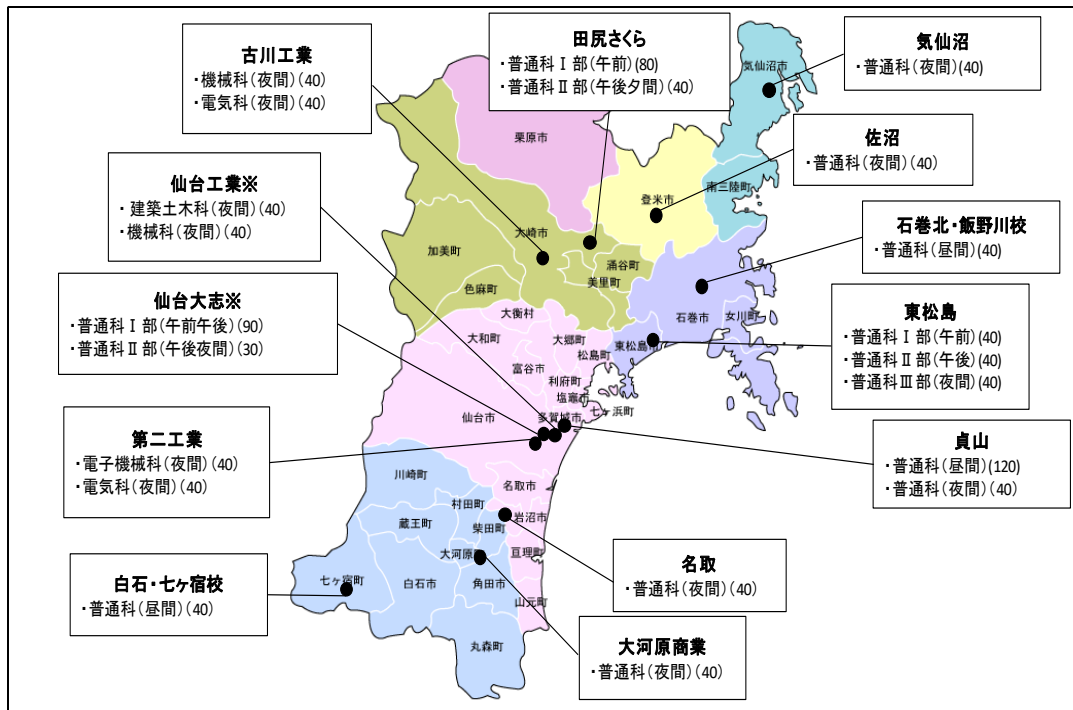 古川工業
・機械科(夜間)(40)
・電気科(夜間)(40)
田尻さくら
・普通科Ⅰ部(午前)(80)
・普通科Ⅱ部(午後夕間)(40)
気仙沼
・普通科(夜間)(40)
佐沼
・普通科(夜間)(40)
仙台工業※
・建築土木科(夜間)(40)
・機械科(夜間)(40)
石巻北・飯野川校
・普通科(昼間)(40)
仙台大志※
・普通科Ⅰ部(午前午後)(90)
・普通科Ⅱ部(午後夜間)(30)
東松島
・普通科Ⅰ部(午前)(40)
・普通科Ⅱ部(午後)(40)
・普通科Ⅲ部(夜間)(40)
第二工業
・電子機械科(夜間)(40)
・電気科(夜間)(40)
貞山
・普通科(昼間)(120)
・普通科(夜間)(40)
白石・七ヶ宿校
・普通科(昼間)(40)
名取
・普通科(夜間)(40)
大河原商業
・普通科(夜間)(40)
気仙沼市
栗原市
南三陸町
登米市
大崎市
加美町
涌谷町
美里町
色麻町
石巻市
女川町
大衡村
大和町
大郷町
松島町
東松島市
富谷市
利府町
塩竈市
七ヶ浜町
多賀城市
仙台市
川崎町
名取市
村田町
岩沼市
柴田町
蔵王町
大河原町
亘理町
七ヶ宿町
白石市
角田市
山元町
丸森町